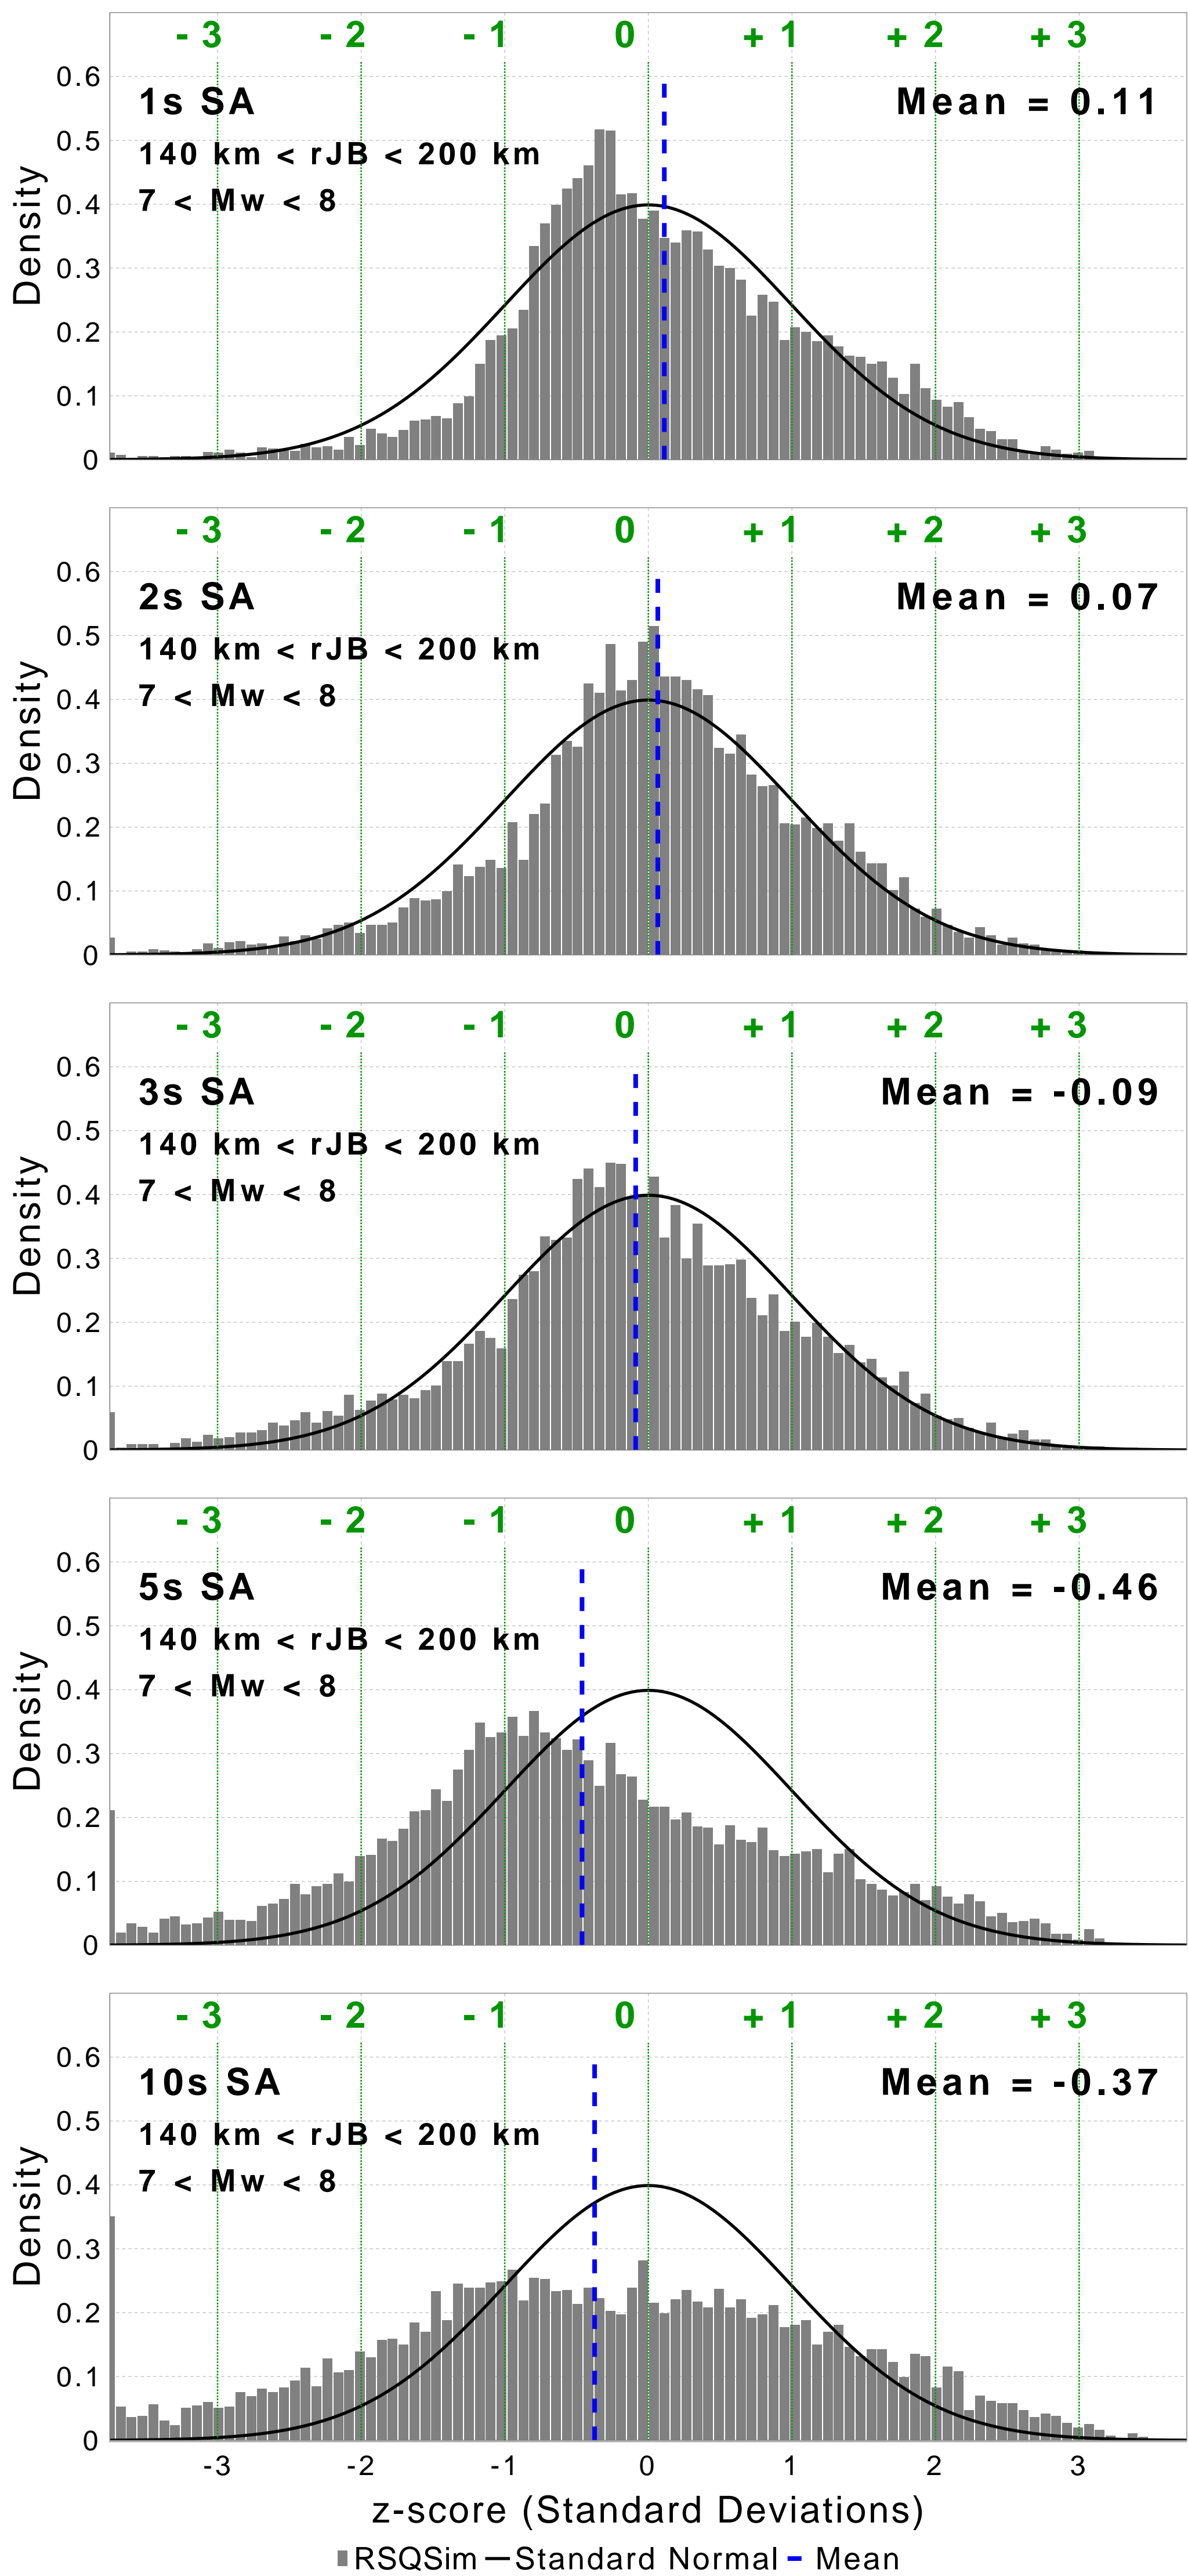 - 3 - 2 - 1 0 + 1 + 2 + 3
0.6
1s SA Mean = 0.11
0.5
140 km < rJB < 200 km
7 < Mw < 8
0.4
Density
0.3
0.2
0.1
0
- 3 - 2 - 1 0 + 1 + 2 + 3
0.6
2s SA Mean = 0.07
0.5
140 km < rJB < 200 km
7 < Mw < 8
0.4
Density
0.3
0.2
0.1
0
- 3 - 2 - 1 0 + 1 + 2 + 3
0.6
3s SA Mean = -0.09
0.5
140 km < rJB < 200 km
7 < Mw < 8
0.4
Density
0.3
0.2
0.1
0
- 3 - 2 - 1 0 + 1 + 2 + 3
0.6
5s SA Mean = -0.46
0.5
140 km < rJB < 200 km
7 < Mw < 8
0.4
Density
0.3
0.2
0.1
0
- 3 - 2 - 1 0 + 1 + 2 + 3
0.6
10s SA Mean = -0.37
0.5
140 km < rJB < 200 km
7 < Mw < 8
0.4
Density
0.3
0.2
0.1
0
-3 -2 -1 0 1 2 3
z-score (Standard Deviations)
RSQSim Standard Normal Mean